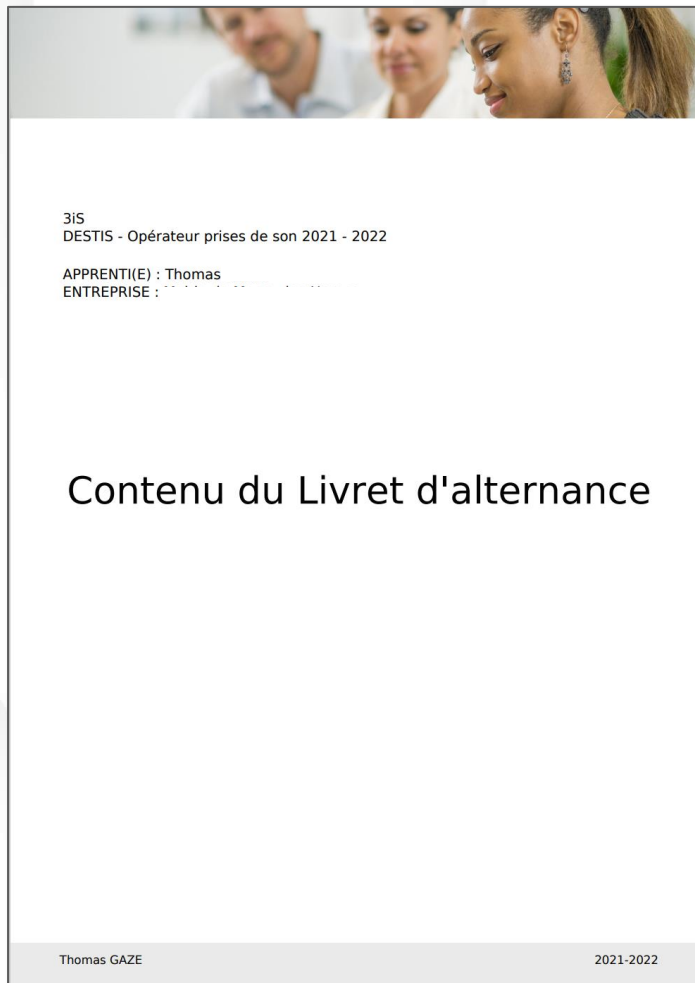 3iS
DESTIS - Opérateur prises de son 2021 - 2022
APPRENTI(E) : Thomas
ENTREPRISE :
Contenu du Livret d'alternance
Thomas GAZE
2021-2022